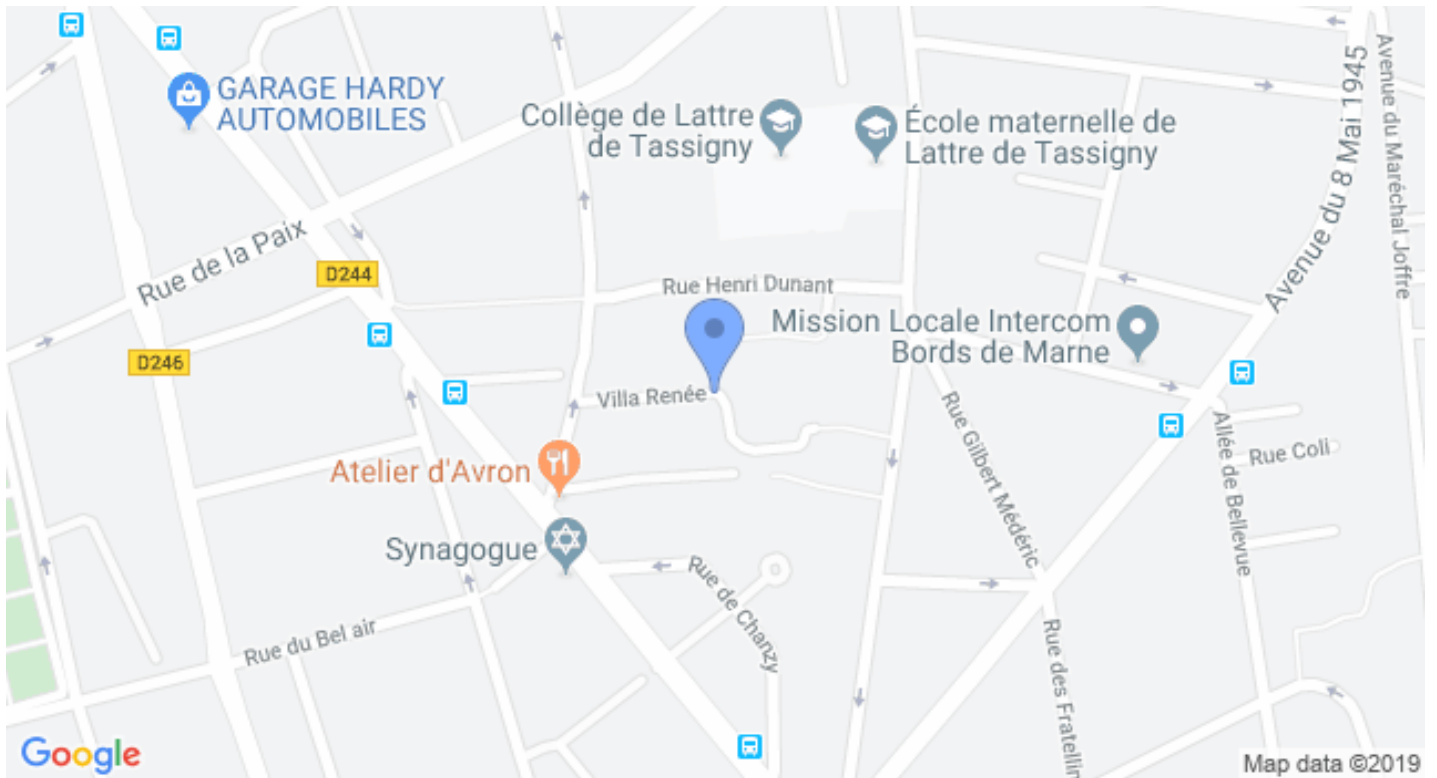 GARAGE HARDY
AUTOMOBILES
Collège de Lattre
de Tassigny
École maternelle de
Lattre de Tassigny
Avenue du 8 Mai 1945
Avenue du Maréchal Joffre
Rue de la Paix
D244
Rue Henri Dunant
Mission Locale Intercom
Bords de Marne
D246
Villa Renée
Rue Gilbert Médéric
Allée de Bellevue
Rue Coli
Atelier d'Avron
Synagogue
Rue de Chanzy
Rue du Bel air
Rue des Fratellin
Google
Map data ©2019